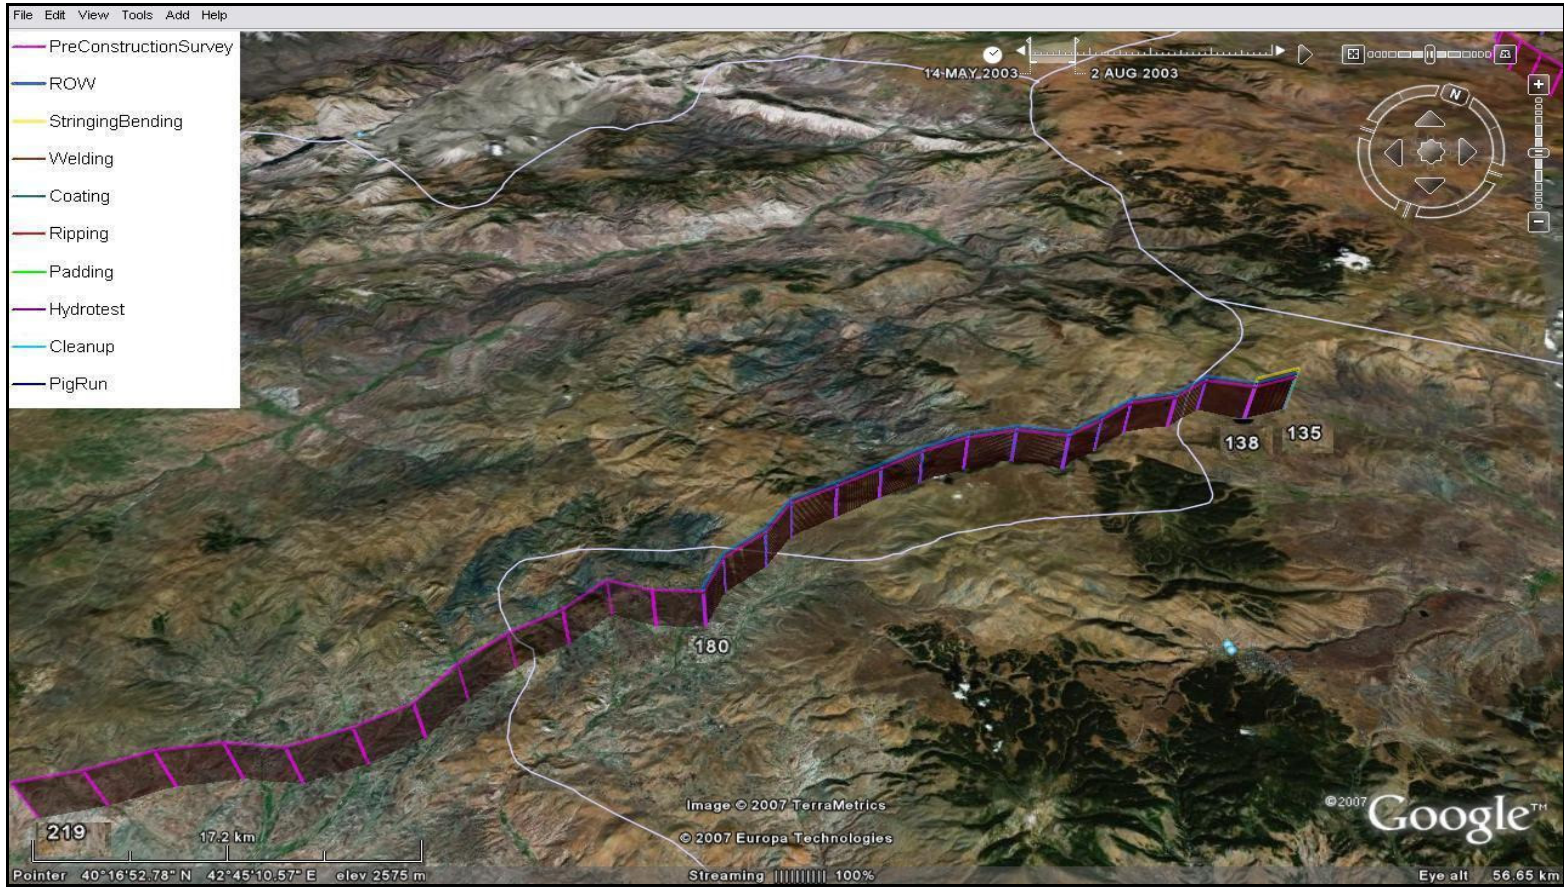 File Edit View Tools Add Help
PreConstructionSurvey
ROW
StringingBending
Welding
Coating
Ripping
Padding
Hydrotest
Cleanup
PigRun
14 MAY 2003
2 AUG 2003
N
138
135
180
219
17.2 km
Image © 2007 TerraMetrics
© 2007 Europa Technologies
©2007 Google™
Pointer 40°16'52.78" N 42°45'10.57" E elev 2575 m
Streaming |||||||||| 100%
Eye alt 56.65 km